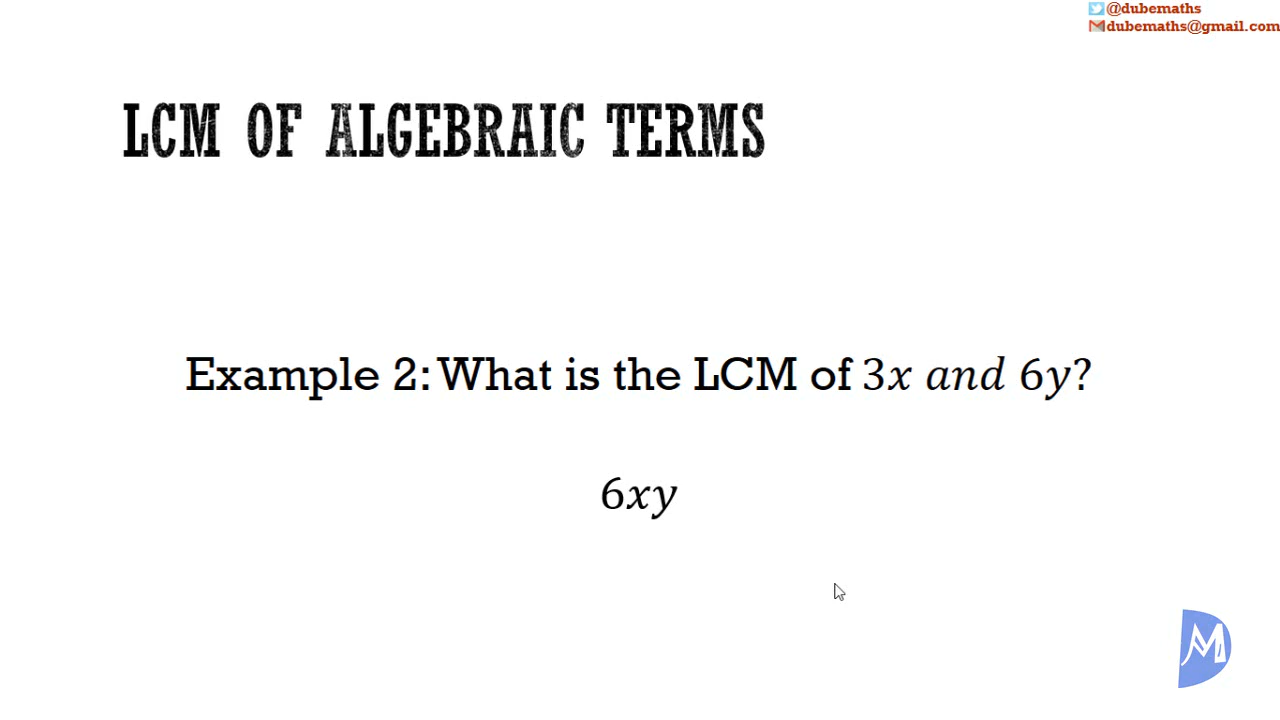 @dubemaths
dubemaths@gmail.com
LCM OF ALGEBRAIC TERMS
Example 2: What is the LCM of 3x and 6y?
6xy
DM